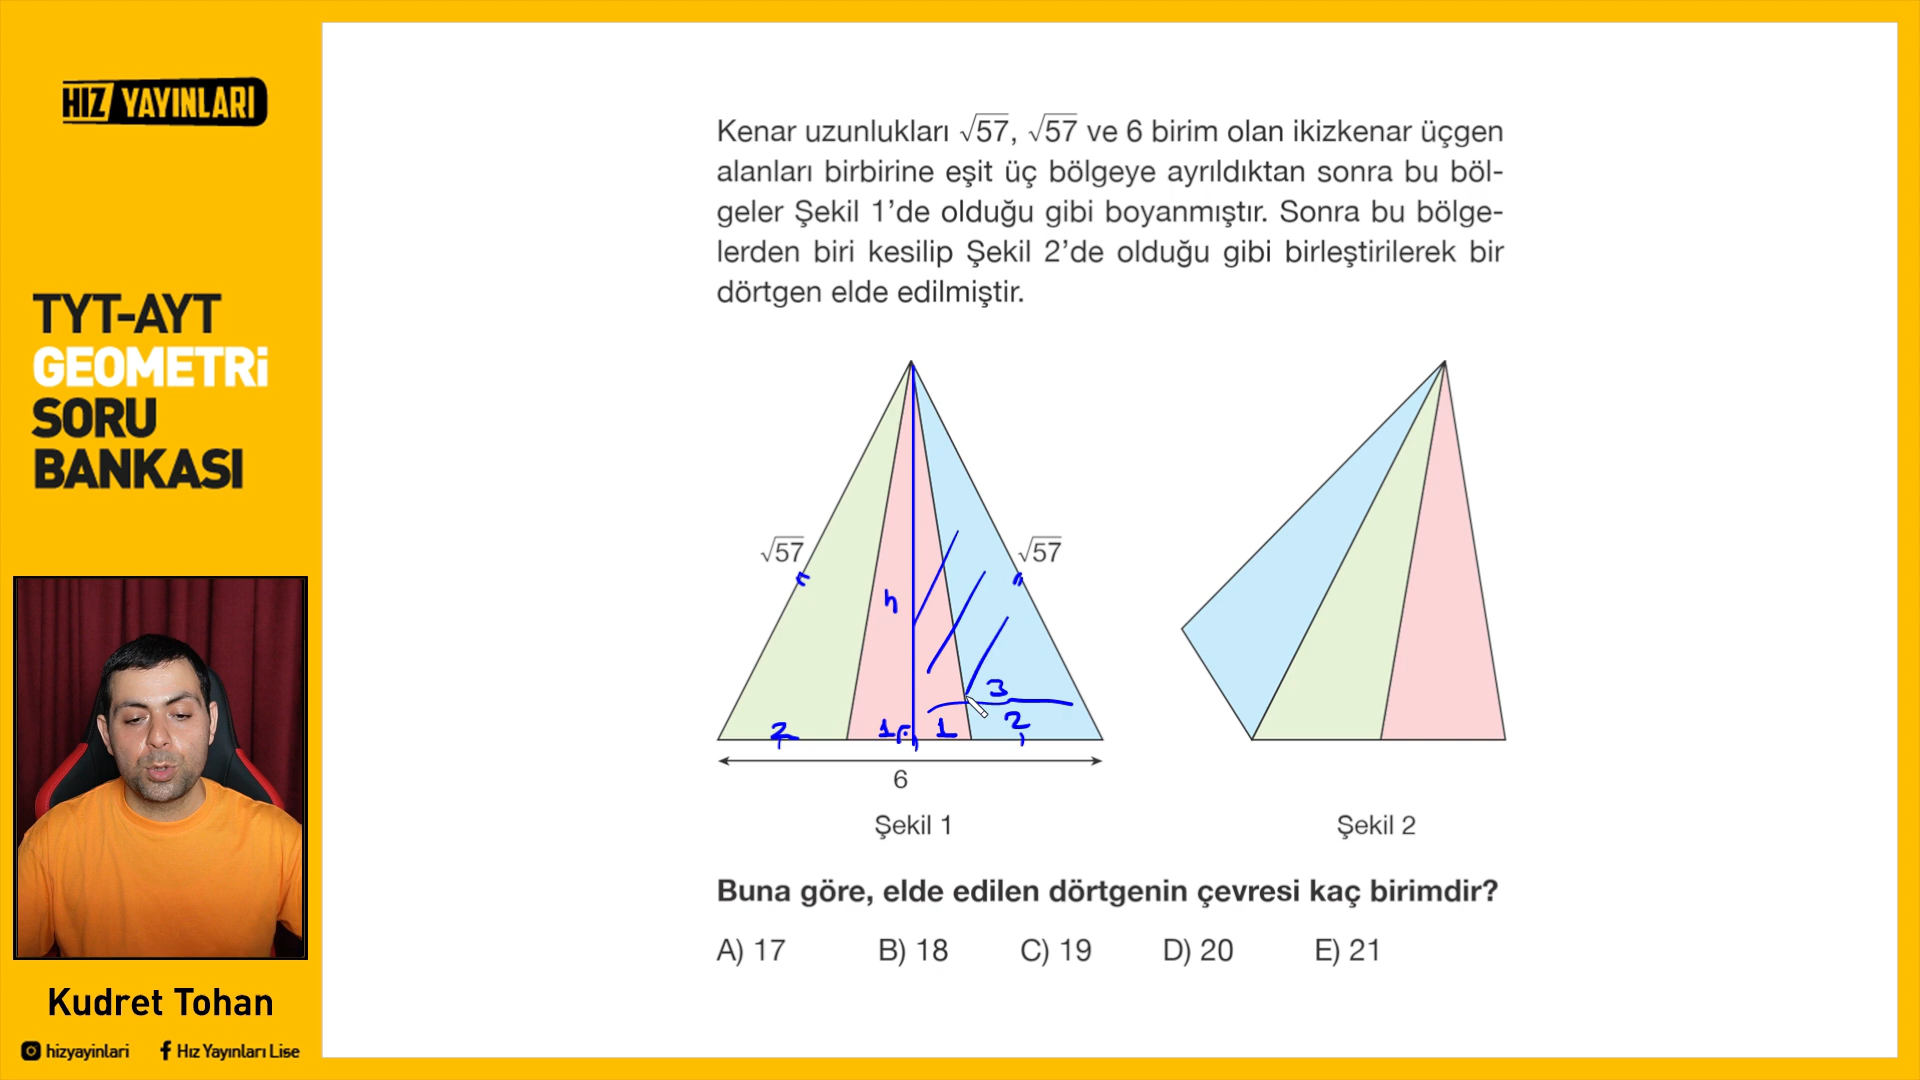 HIZ YAYINLARI
TYT-AYT
GEOMETRİ
SORU
BANKASI
Kudret Tohan
hizyayinlari
Hız Yayınları Lise
Kenar uzunlukları √57, √57 ve 6 birim olan ikizkenar üçgen
alanları birbirine eşit üç bölgeye ayrıldıktan sonra bu böl-
geler Şekil 1’de olduğu gibi boyanmıştır. Sonra bu bölge-
lerden biri kesilip Şekil 2’de olduğu gibi birleştirilerek bir
dörtgen elde edilmiştir.
√57
√57
h
3
2
1
1
2
6
Şekil 1
Şekil 2
Buna göre, elde edilen dörtgenin çevresi kaç birimdir?
A) 17 B) 18 C) 19 D) 20 E) 21